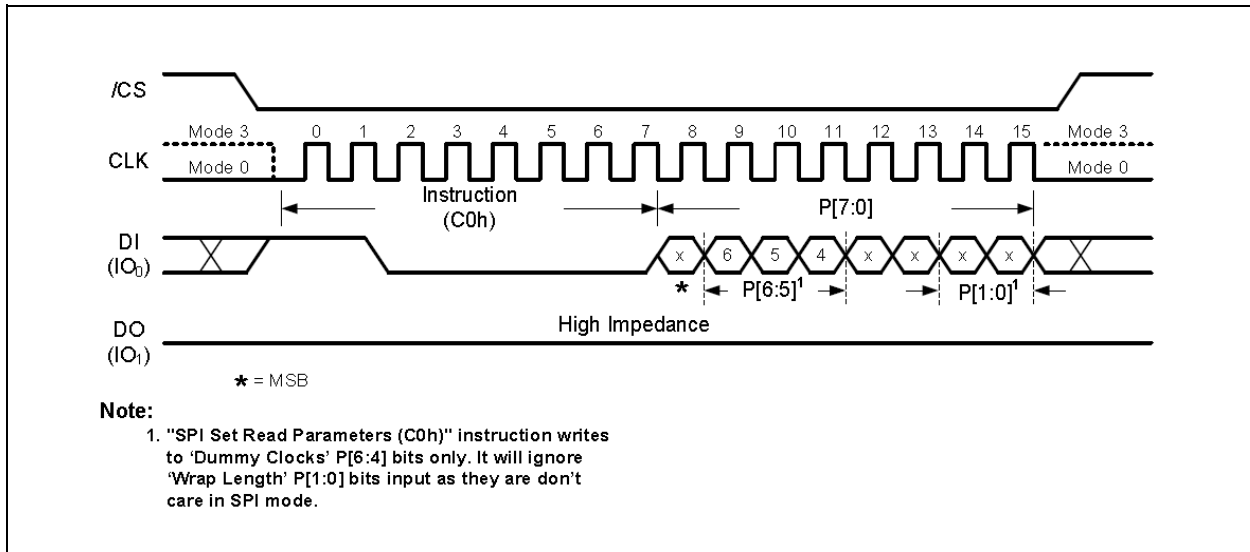 /CS
Mode 3 0 1 2 3 4 5 6 7 8 9 10 11 12 13 14 15 Mode 3
CLK
Mode 0 Mode 0
Instruction
(C0h)
P[7:0]
DI
(IO0)
x 6 5 4 x x x x
* P[6:5]1 P[1:0]1
High Impedance
DO
(IO1)
* = MSB
Note:
1. "SPI Set Read Parameters (C0h)" instruction writes
to ‘Dummy Clocks’ P[6:4] bits only. It will ignore
‘Wrap Length’ P[1:0] bits input as they are don’t
care in SPI mode.